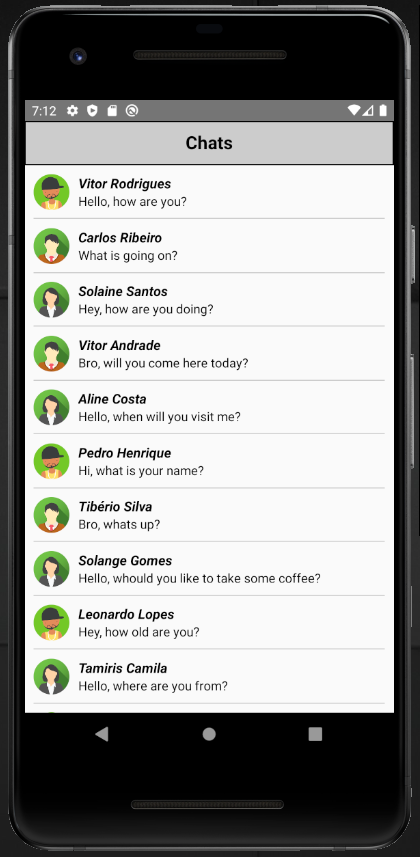 7:12
Chats
Vitor Rodrigues
Hello, how are you?
Carlos Ribeiro
What is going on?
Solaine Santos
Hey, how are you doing?
Vitor Andrade
Bro, will you come here today?
Aline Costa
Hello, when will you visit me?
Pedro Henrique
Hi, what is your name?
Tibério Silva
Bro, whats up?
Solange Gomes
Hello, whould you like to take some coffee?
Leonardo Lopes
Hey, how old are you?
Tamiris Camila
Hello, where are you from?